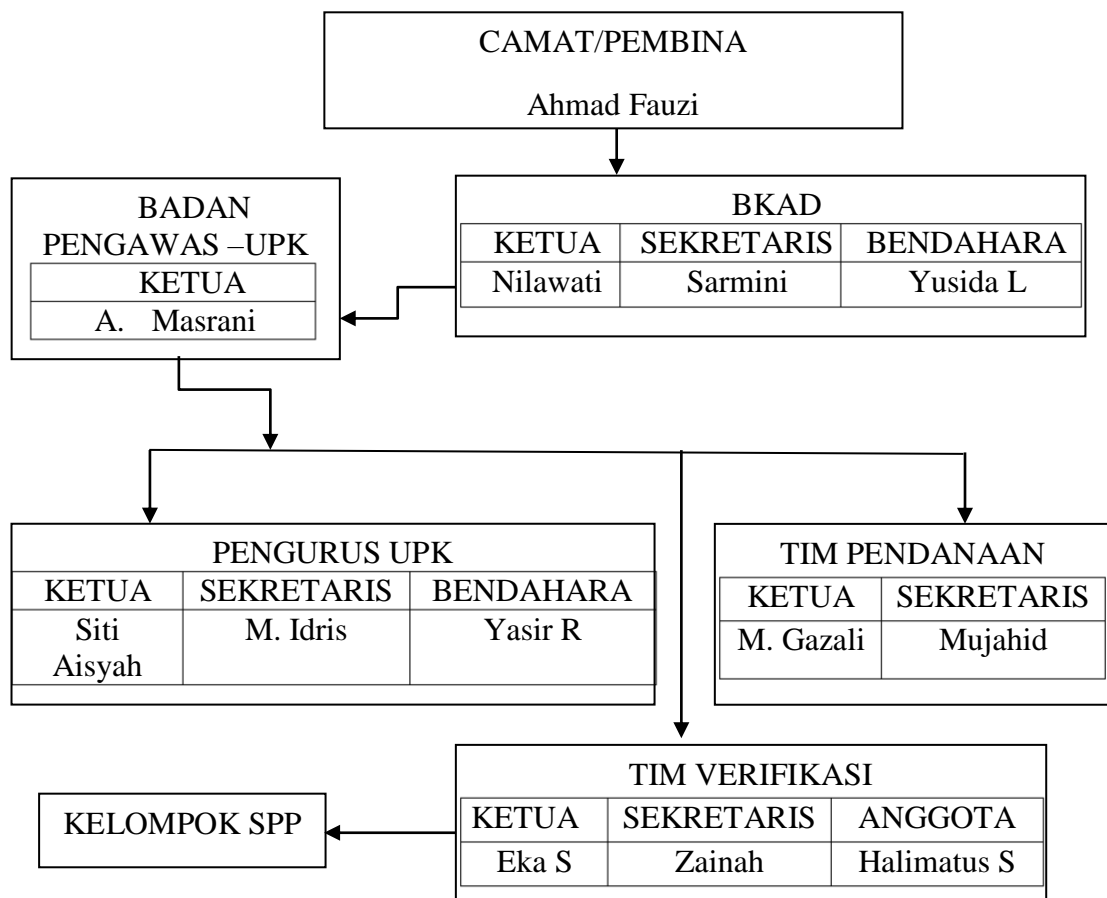 CAMAT/PEMBINA
Ahmad Fauzi
BADAN
PENGAWAS –UPK
KETUA
A. Masrani
BKAD
KETUA SEKRETARIS BENDAHARA
Nilawati Sarmini Yusida L
PENGURUS UPK
KETUA SEKRETARIS BENDAHARA
Siti M. Idris Yasir R
Aisyah
TIM PENDANAAN
KETUA SEKRETARIS
M. Gazali Mujahid
TIM VERIFIKASI
KETUA SEKRETARIS ANGGOTA
Eka S Zainah Halimatus S
KELOMPOK SPP